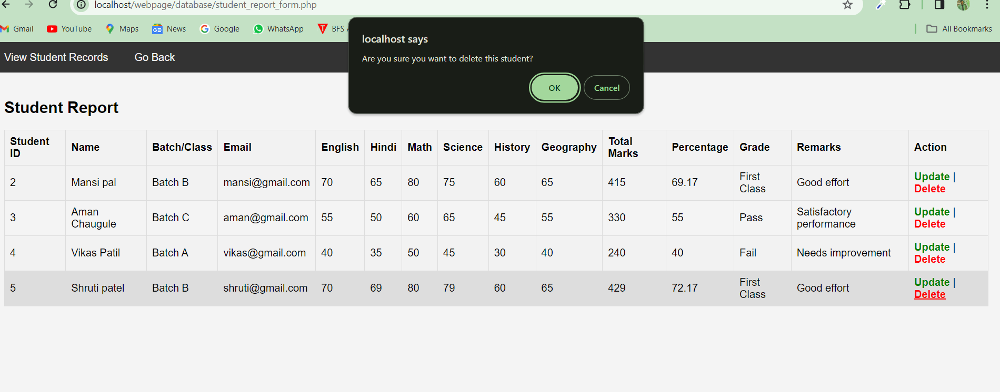 localhost/webpage/database/student_report_form.php
Gmail YouTube Maps News Google WhatsApp BFS All Bookmarks
localhost says
Are you sure you want to delete this student?
OK Cancel
View Student Records Go Back
Student Report
Student ID Name Batch/Class Email English Hindi Math Science History Geography Total Marks Percentage Grade Remarks Action
2 Mansi pal Batch B mansi@gmail.com 70 65 80 75 60 65 415 69.17 First Class Good effort Update | Delete
3 Aman Chaugule Batch C aman@gmail.com 55 50 60 65 45 55 330 55 Pass Satisfactory performance Update | Delete
4 Vikas Patil Batch A vikas@gmail.com 40 35 50 45 30 40 240 40 Fail Needs improvement Update | Delete
5 Shruti patel Batch B shruti@gmail.com 70 69 80 79 60 65 429 72.17 First Class Good effort Update | Delete